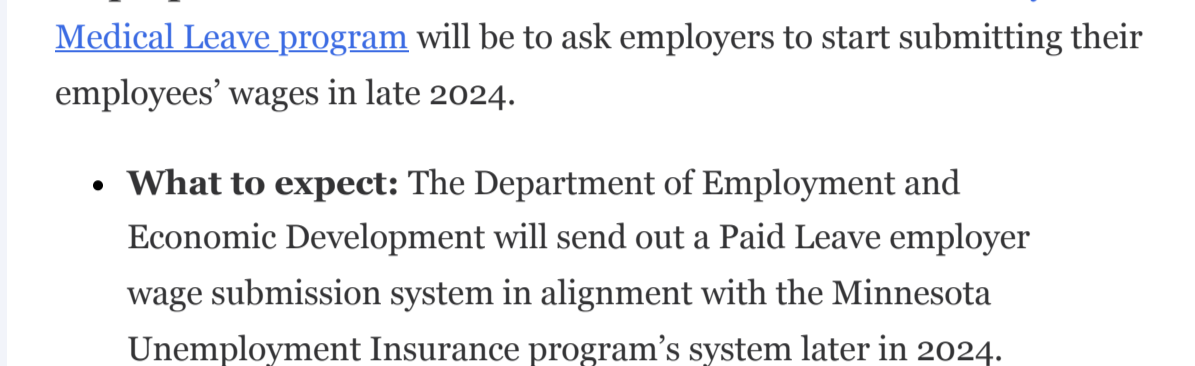 Medical Leave program will be to ask employers to start submitting their
employees’ wages in late 2024.
• What to expect: The Department of Employment and
Economic Development will send out a Paid Leave employer
wage submission system in alignment with the Minnesota
Unemployment Insurance program’s system later in 2024.